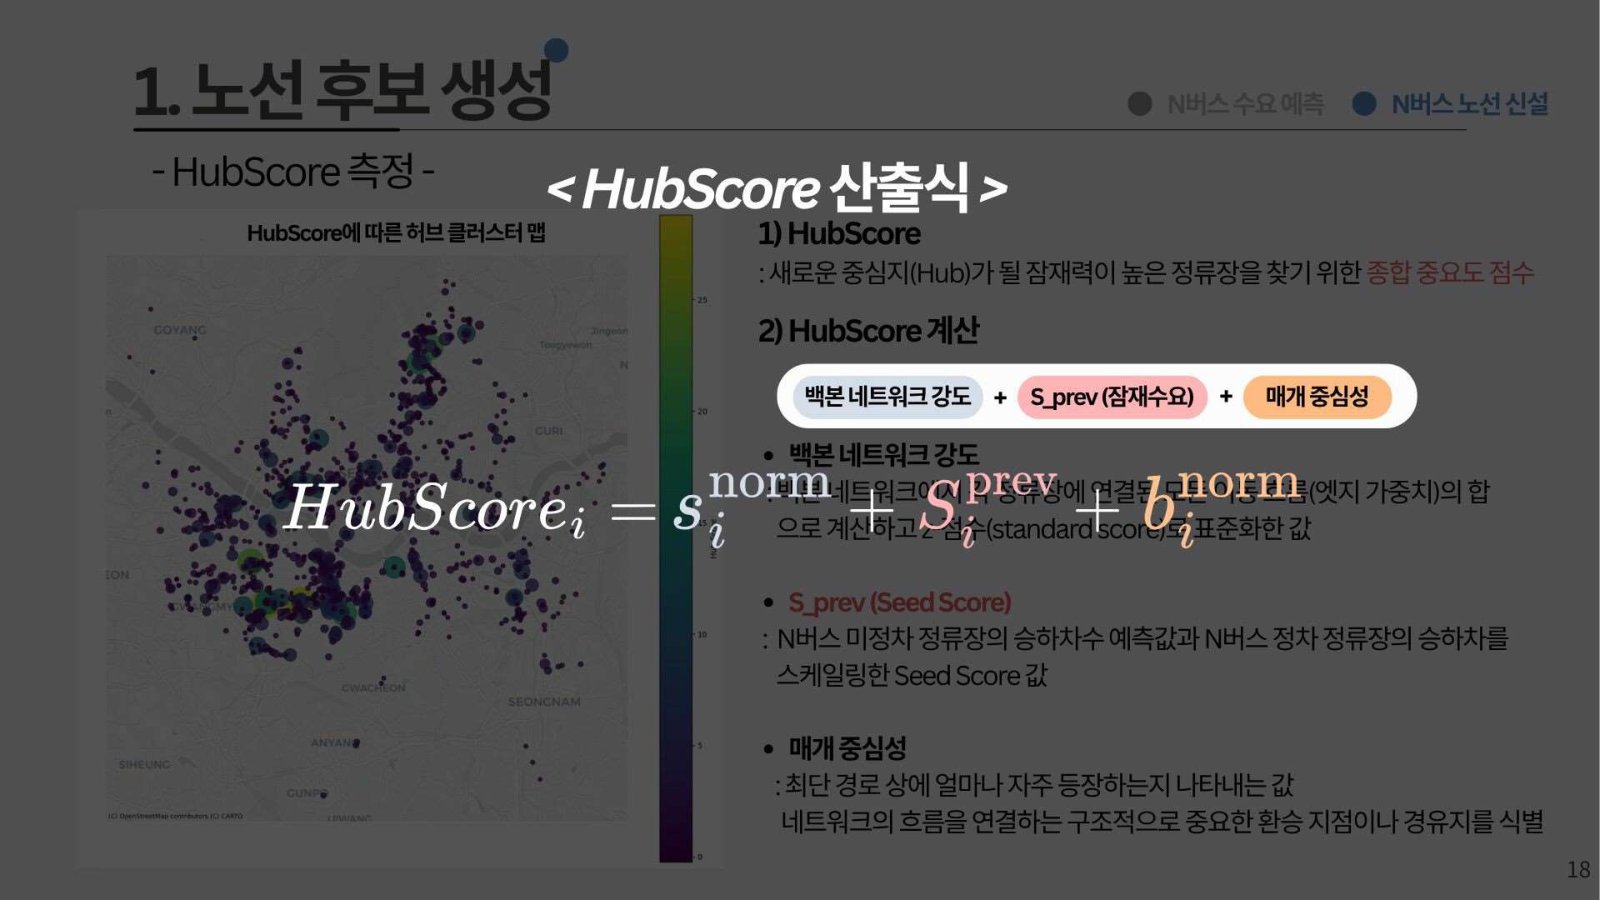 1. 노선 후보 생성
N버스 수요 예측
N버스 노선 신설
- HubScore 측정 -
< HubScore 산출식 >
HubScore에 따른 허브 클러스터 맵
GOYANG
GURI
GWACHEON
SEONGNAM
ANYANG
SIHEUNG
GUNPO
UIWANG
(C) OpenStreetMap contributors (C) CARTO
25
20
15
10
5
0
1) HubScore
: 새로운 중심지(Hub)가 될 잠재력이 높은 정류장을 찾기 위한 종합 중요도 점수
2) HubScore 계산
백본 네트워크 강도 + S_prev (잠재수요) + 매개 중심성
• 백본 네트워크 강도
HubScore_i = s_i^norm + S_i^prev + b_i^norm
으로 계산하고 z-점수(standard score)로 표준화한 값
• S_prev (Seed Score)
: N버스 미정차 정류장의 승하차수 예측값과 N버스 정차 정류장의 승하차를
스케일링한 Seed Score 값
• 매개 중심성
: 최단 경로 상에 얼마나 자주 등장하는지 나타내는 값
네트워크의 흐름을 연결하는 구조적으로 중요한 환승 지점이나 경유지를 식별
18